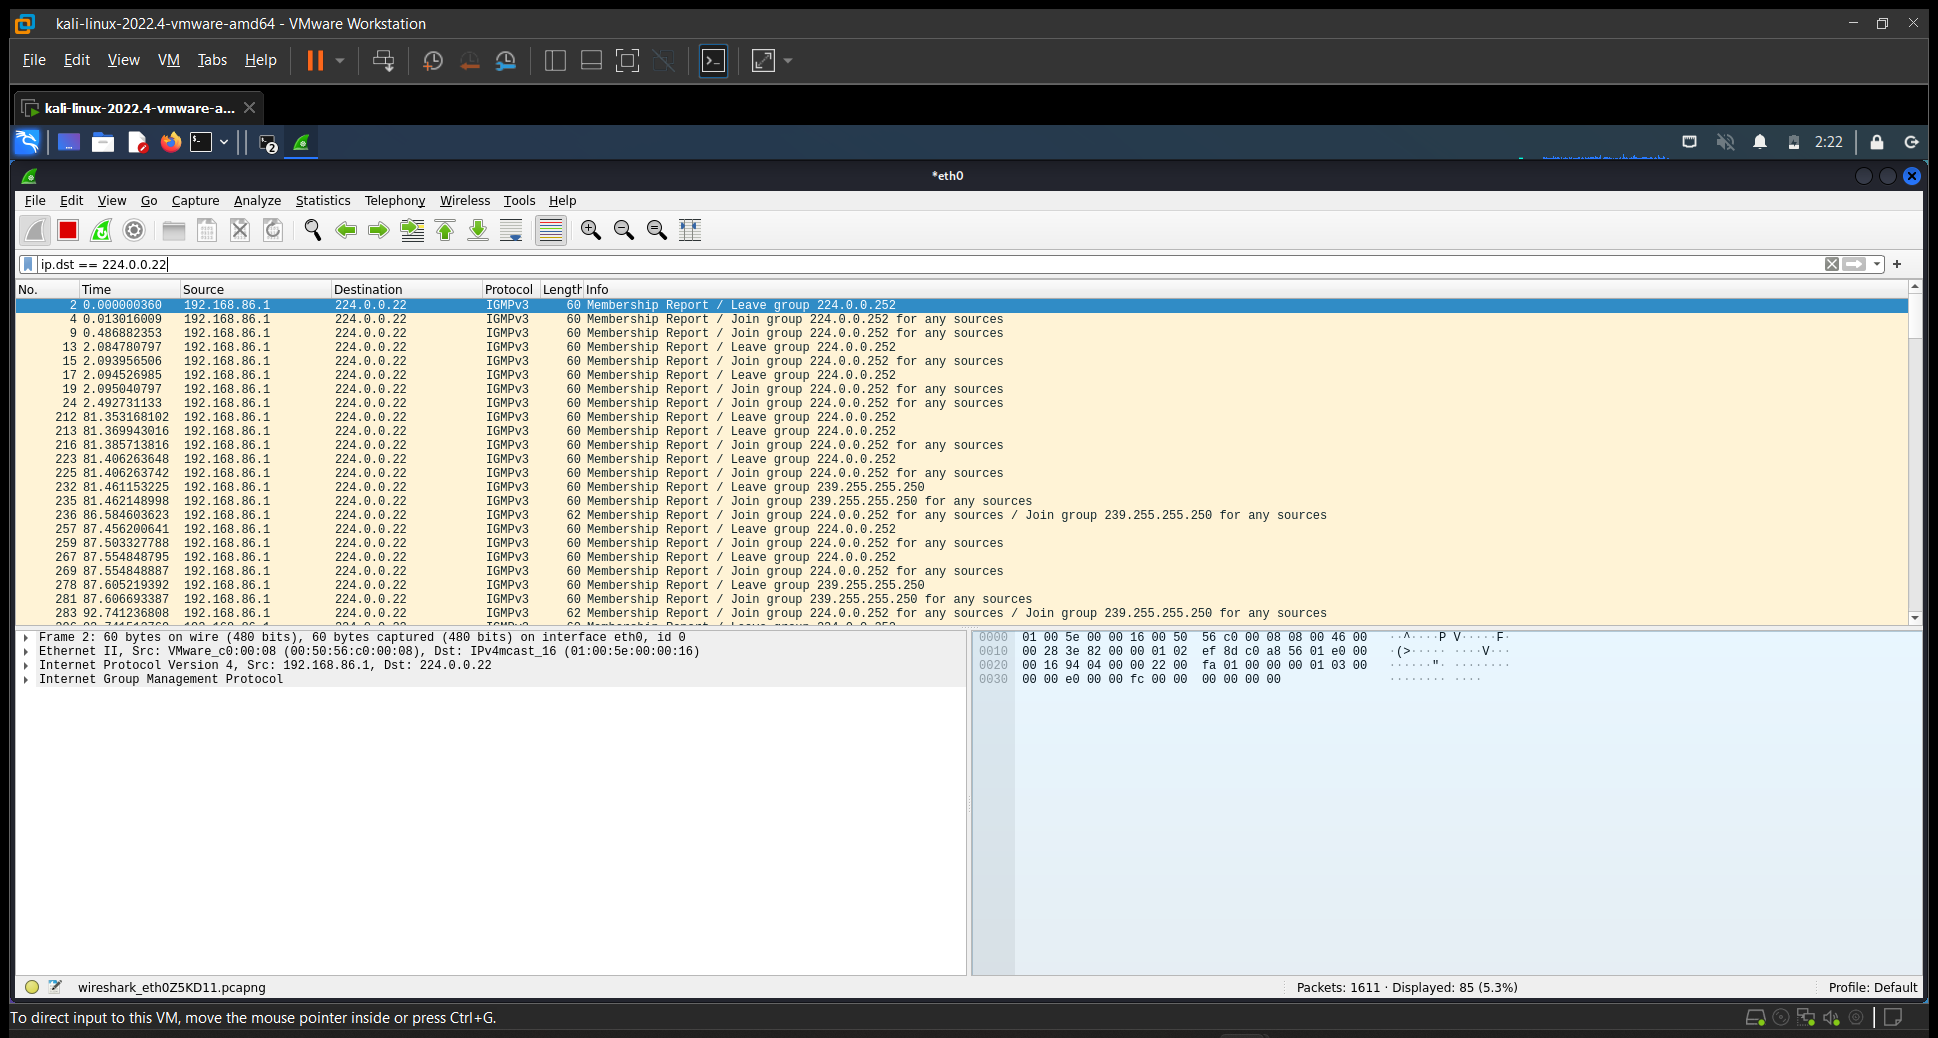 kali-linux-2022.4-vmware-amd64 - VMware Workstation
File Edit View VM Tabs Help
kali-linux-2022.4-vmware-a...
2
2:22
*eth0
File Edit View Go Capture Analyze Statistics Telephony Wireless Tools Help
ip.dst == 224.0.0.22
No. Time Source Destination Protocol Length Info
2 0.000000360 192.168.86.1 224.0.0.22 IGMPv3 60 Membership Report / Leave group 224.0.0.252
4 0.013016009 192.168.86.1 224.0.0.22 IGMPv3 60 Membership Report / Join group 224.0.0.252 for any sources
9 0.486882353 192.168.86.1 224.0.0.22 IGMPv3 60 Membership Report / Join group 224.0.0.252 for any sources
13 2.084780797 192.168.86.1 224.0.0.22 IGMPv3 60 Membership Report / Leave group 224.0.0.252
15 2.093956506 192.168.86.1 224.0.0.22 IGMPv3 60 Membership Report / Join group 224.0.0.252 for any sources
17 2.094526985 192.168.86.1 224.0.0.22 IGMPv3 60 Membership Report / Leave group 224.0.0.252
19 2.095040797 192.168.86.1 224.0.0.22 IGMPv3 60 Membership Report / Join group 224.0.0.252 for any sources
24 2.492731133 192.168.86.1 224.0.0.22 IGMPv3 60 Membership Report / Join group 224.0.0.252 for any sources
212 81.353168102 192.168.86.1 224.0.0.22 IGMPv3 60 Membership Report / Leave group 224.0.0.252
213 81.369943016 192.168.86.1 224.0.0.22 IGMPv3 60 Membership Report / Leave group 224.0.0.252
216 81.385713816 192.168.86.1 224.0.0.22 IGMPv3 60 Membership Report / Join group 224.0.0.252 for any sources
223 81.406263648 192.168.86.1 224.0.0.22 IGMPv3 60 Membership Report / Leave group 224.0.0.252
225 81.406263742 192.168.86.1 224.0.0.22 IGMPv3 60 Membership Report / Join group 224.0.0.252 for any sources
232 81.461153225 192.168.86.1 224.0.0.22 IGMPv3 60 Membership Report / Leave group 239.255.255.250
235 81.462148998 192.168.86.1 224.0.0.22 IGMPv3 60 Membership Report / Join group 239.255.255.250 for any sources
236 86.584603623 192.168.86.1 224.0.0.22 IGMPv3 62 Membership Report / Join group 224.0.0.252 for any sources / Join group 239.255.255.250 for any sources
257 87.456200641 192.168.86.1 224.0.0.22 IGMPv3 60 Membership Report / Leave group 224.0.0.252
259 87.503327788 192.168.86.1 224.0.0.22 IGMPv3 60 Membership Report / Join group 224.0.0.252 for any sources
267 87.554848795 192.168.86.1 224.0.0.22 IGMPv3 60 Membership Report / Leave group 224.0.0.252
269 87.554848887 192.168.86.1 224.0.0.22 IGMPv3 60 Membership Report / Join group 224.0.0.252 for any sources
278 87.605219392 192.168.86.1 224.0.0.22 IGMPv3 60 Membership Report / Leave group 239.255.255.250
281 87.606693387 192.168.86.1 224.0.0.22 IGMPv3 60 Membership Report / Join group 239.255.255.250 for any sources
283 92.741236808 192.168.86.1 224.0.0.22 IGMPv3 62 Membership Report / Join group 224.0.0.252 for any sources / Join group 239.255.255.250 for any sources
Frame 2: 60 bytes on wire (480 bits), 60 bytes captured (480 bits) on interface eth0, id 0
Ethernet II, Src: VMware_c0:00:08 (00:50:56:c0:00:08), Dst: IPv4mcast_16 (01:00:5e:00:00:16)
Internet Protocol Version 4, Src: 192.168.86.1, Dst: 224.0.0.22
Internet Group Management Protocol
0000 01 00 5e 00 00 16 00 50 56 c0 00 08 08 00 46 00 ··^····P V·····F·
0010 00 28 3e 82 00 00 01 02 ef 8d c0 a8 56 01 e0 00 ·(>····· ····V···
0020 00 16 94 04 00 00 22 00 fa 01 00 00 00 01 03 00 ······"· ········
0030 00 00 e0 00 00 fc 00 00 00 00 00 00 ········ ····
wireshark_eth0Z5KD11.pcapng
Packets: 1611 · Displayed: 85 (5.3%)
Profile: Default
To direct input to this VM, move the mouse pointer inside or press Ctrl+G.